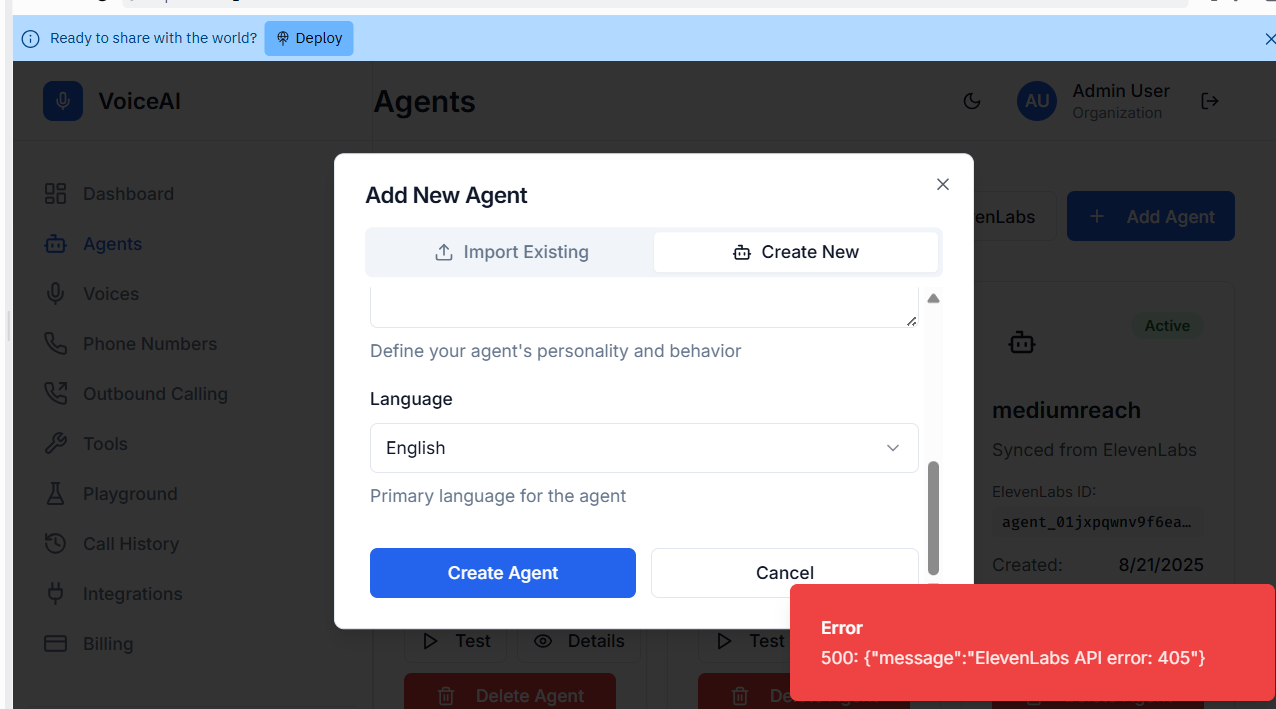 Ready to share with the world? Deploy
VoiceAI
Agents
AU
Admin User
Organization
Dashboard
Agents
Voices
Phone Numbers
Outbound Calling
Tools
Playground
Call History
Integrations
Billing
enLabs
+ Add Agent
Add New Agent
Import Existing
Create New
Define your agent's personality and behavior
Language
English
Primary language for the agent
Create Agent
Cancel
Active
mediumreach
Synced from ElevenLabs
ElevenLabs ID:
agent_01jxpqwnv9f6ea…
Created: 8/21/2025
Test
Details
Test
Delete Agent
De
Error
500: {"message":"ElevenLabs API error: 405"}